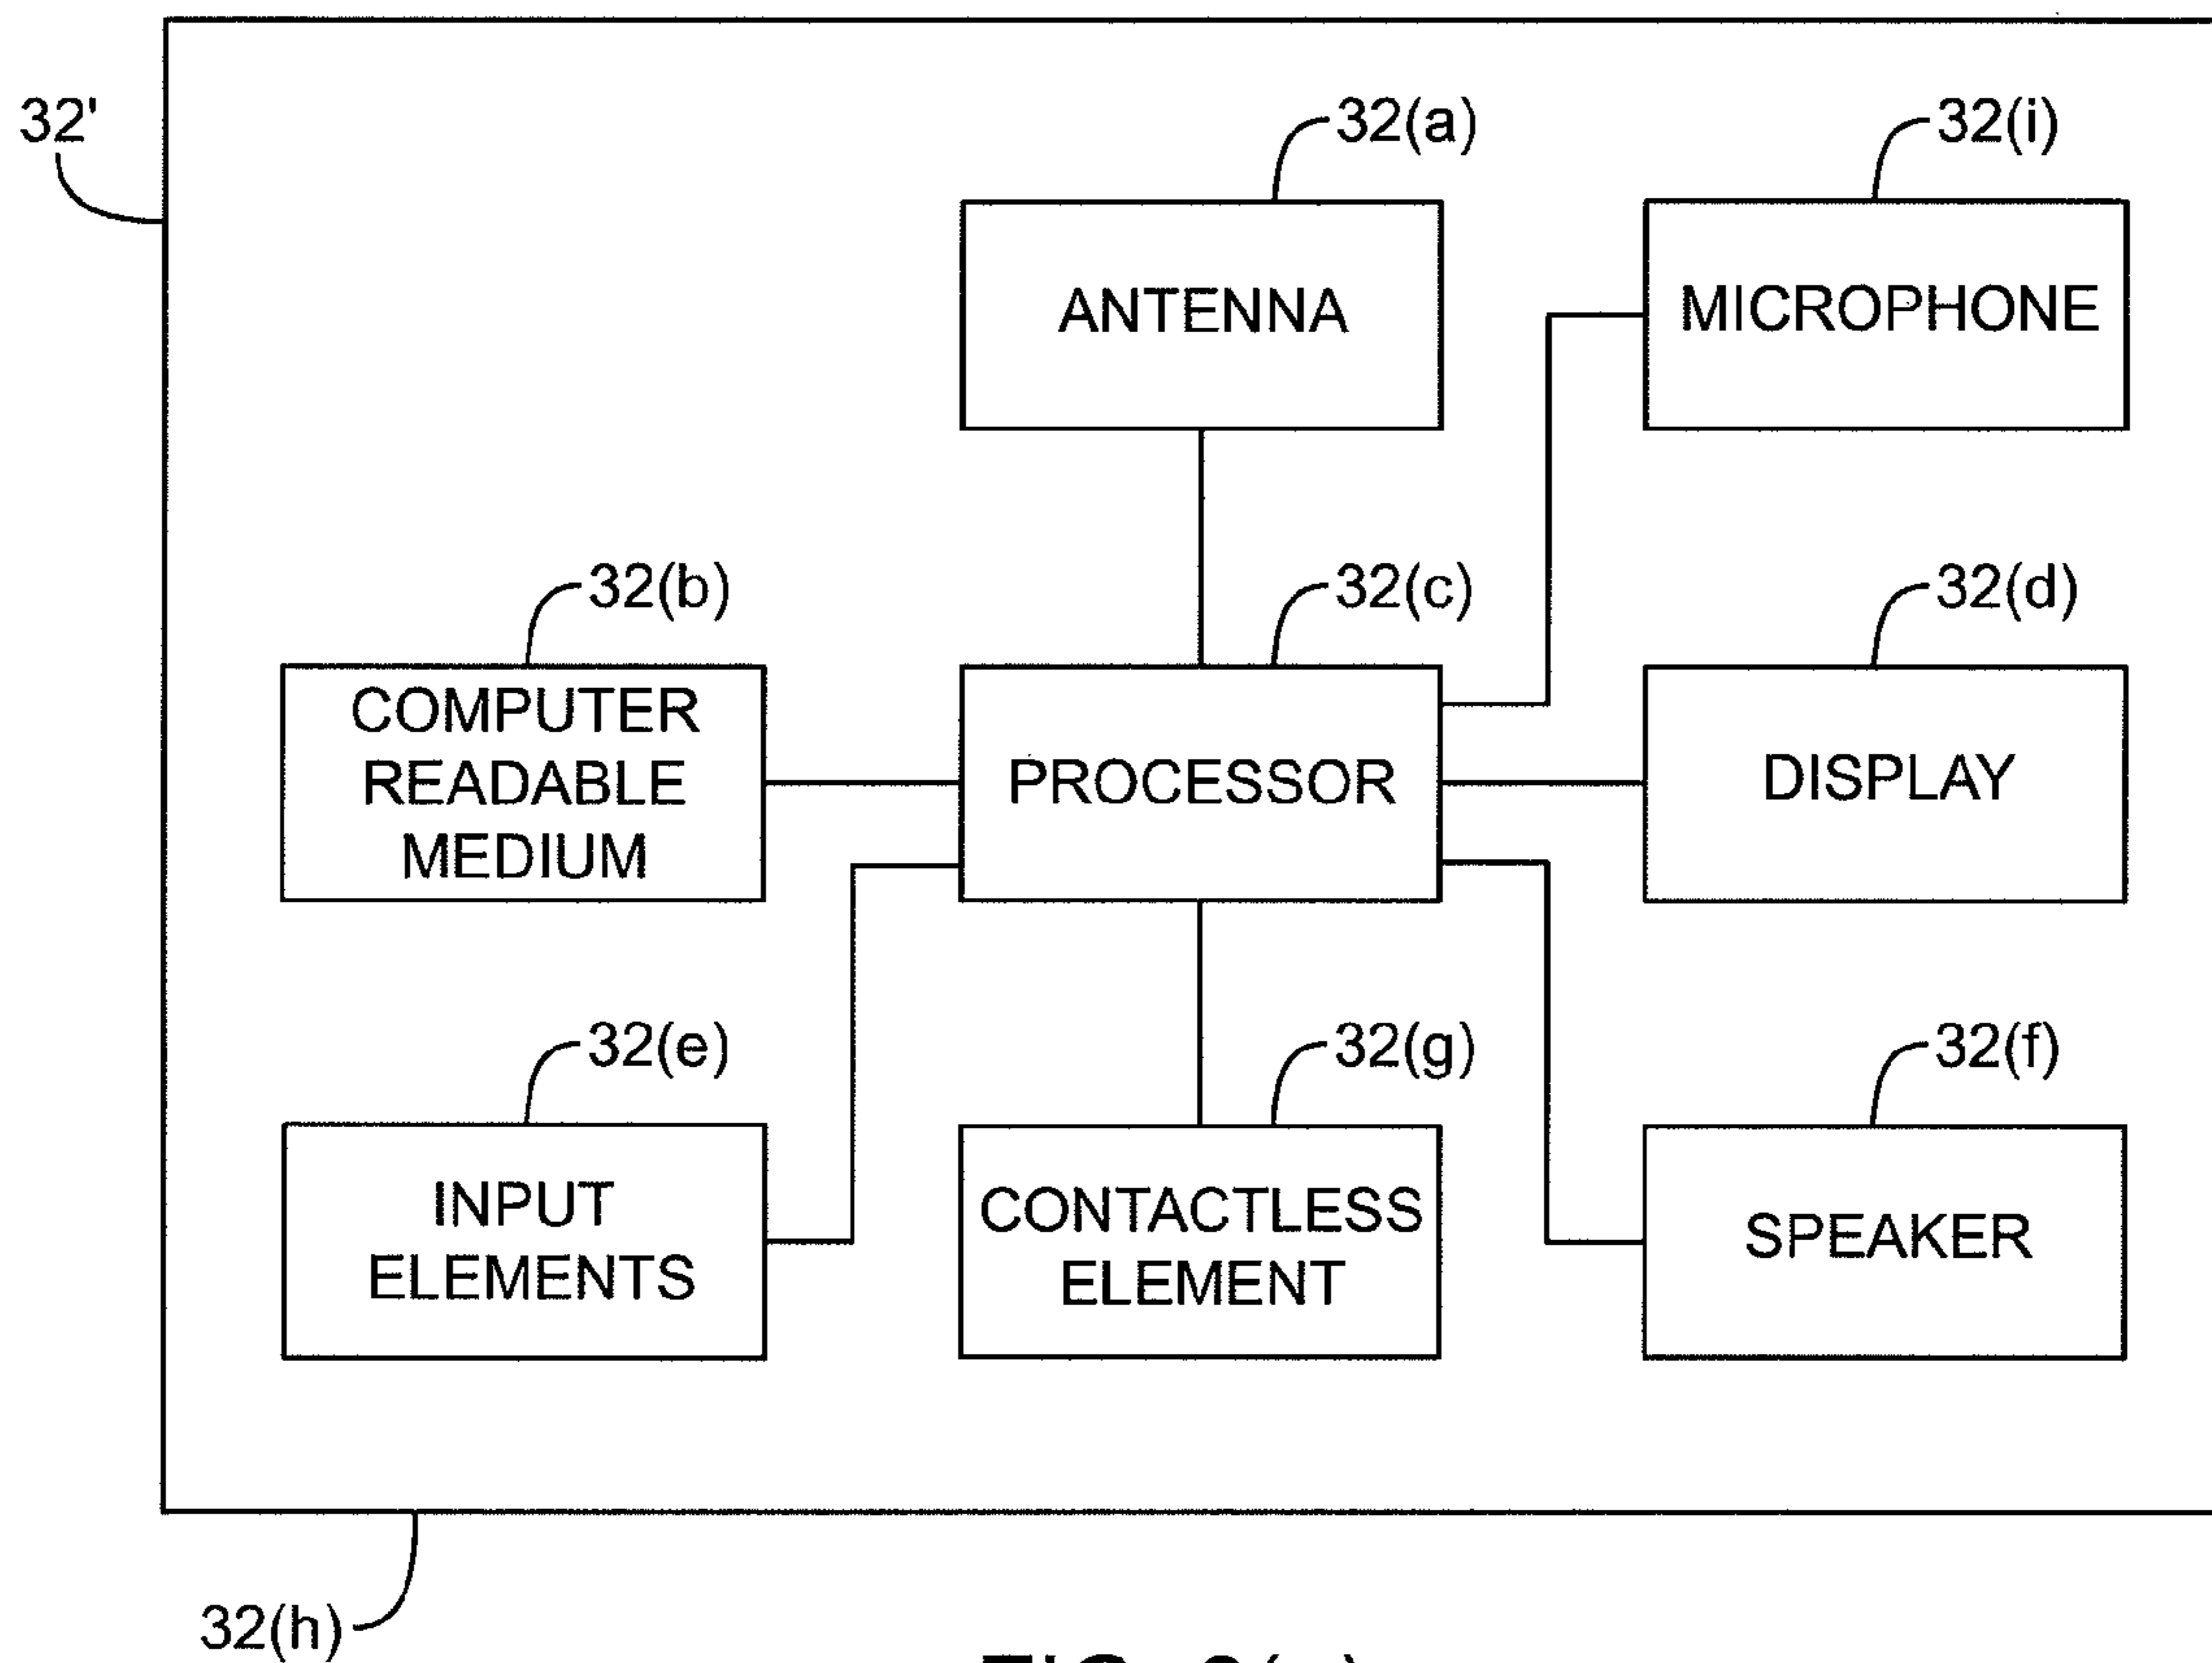 32'
32(a)
32(i)
ANTENNA
MICROPHONE
32(b)
32(c)
32(d)
COMPUTER
READABLE
MEDIUM
PROCESSOR
DISPLAY
32(e)
32(g)
32(f)
INPUT
ELEMENTS
CONTACTLESS
ELEMENT
SPEAKER
32(h)